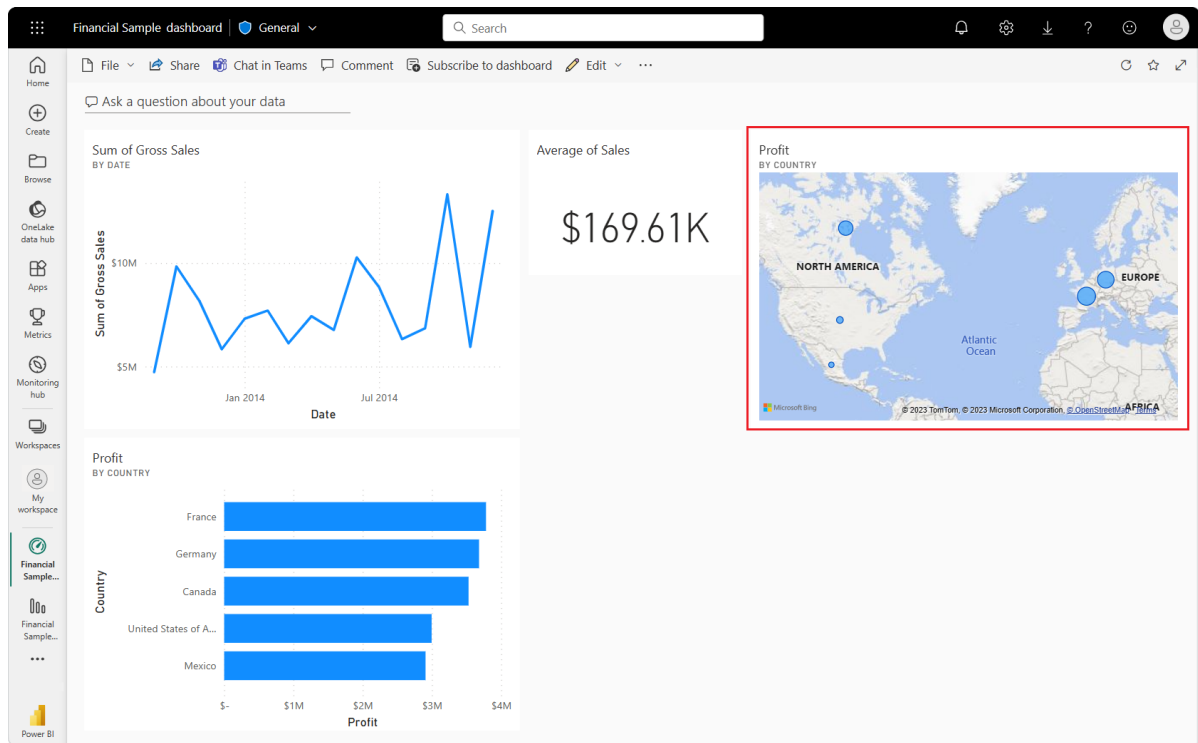 Financial Sample dashboard General
Search
File Share Chat in Teams Comment Subscribe to dashboard Edit
Home
Create
Browse
OneLake
data hub
Apps
Metrics
Monitoring
hub
Workspaces
My
workspace
Financial
Sample...
Financial
Sample...
Power BI
Ask a question about your data
Sum of Gross Sales
BY DATE
Sum of Gross Sales
$10M
$5M
Jan 2014 Jul 2014
Date
Average of Sales
$169.61K
Profit
BY COUNTRY
NORTH AMERICA
EUROPE
Atlantic
Ocean
AFRICA
Microsoft Bing
© 2023 TomTom, © 2023 Microsoft Corporation, © OpenStreetMap Terms
Profit
BY COUNTRY
Country
France
Germany
Canada
United States of A...
Mexico
$- $1M $2M $3M $4M
Profit